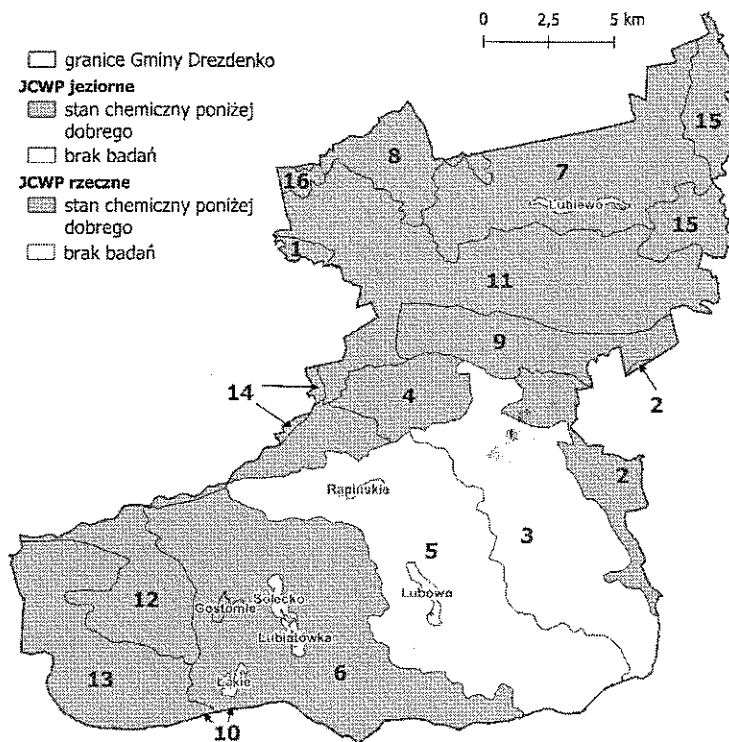 0 2,5 5 km
granice Gminy Drezdenko
JCWP jeziorne
stan chemiczny poniżej
dobrego
brak badań
JCWP rzeczne
stan chemiczny poniżej
dobrego
brak badań
15
8
7
16
Lubiewo
15
1
11
9
14
4
2
2
Rąpińskie
5
3
12
Gostomie
Solecko
Lubowo
Lubiatówka
13
Łąkie
6
10